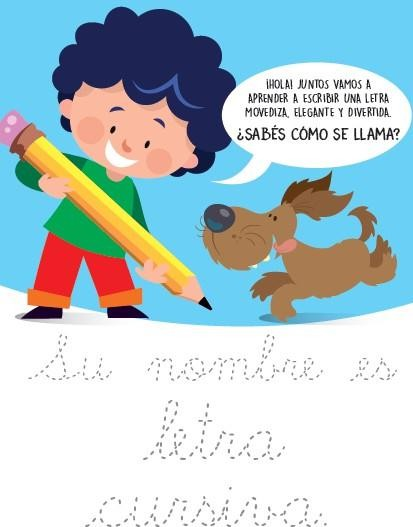 ¡HOLA! JUNTOS VAMOS A
APRENDER A ESCRIBIR UNA LETRA
MOVEDIZA, ELEGANTE Y DIVERTIDA.
¿SABÉS CÓMO SE LLAMA?
Su nombre es
letra
cursiva